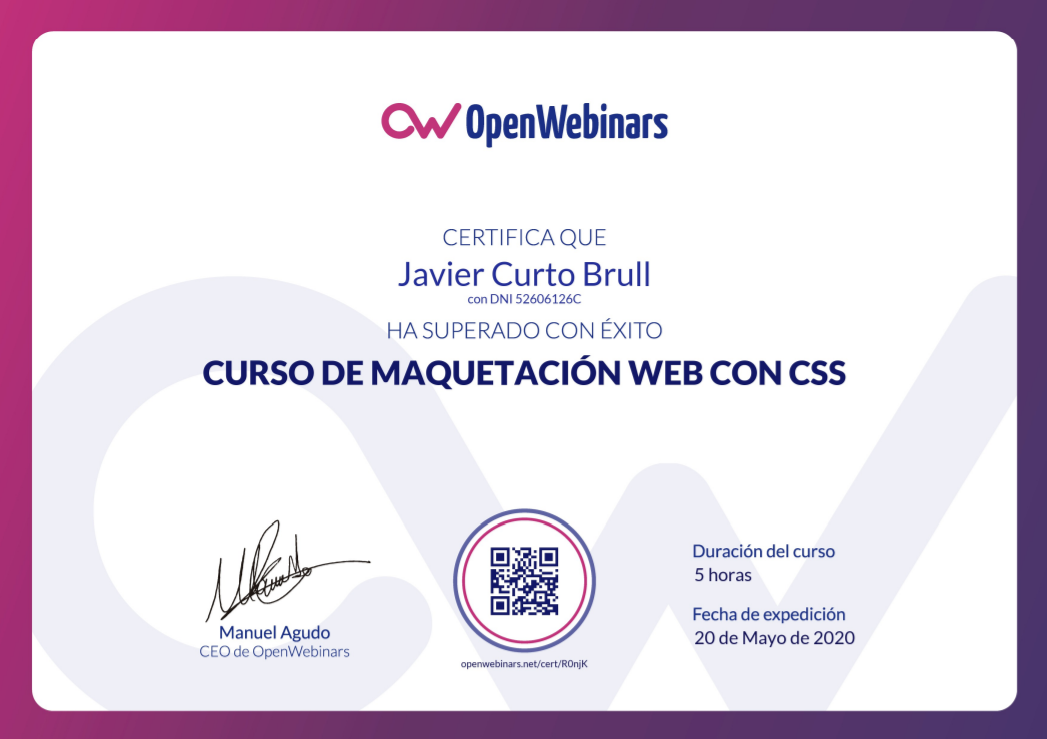 OpenWebinars
CERTIFICA QUE
Javier Curto Brull
con DNI 52606126C
HA SUPERADO CON ÉXITO
CURSO DE MAQUETACIÓN WEB CON CSS
Manuel Agudo
CEO de OpenWebinars
openwebinars.net/cert/R0njK
Duración del curso
5 horas
Fecha de expedición
20 de Mayo de 2020